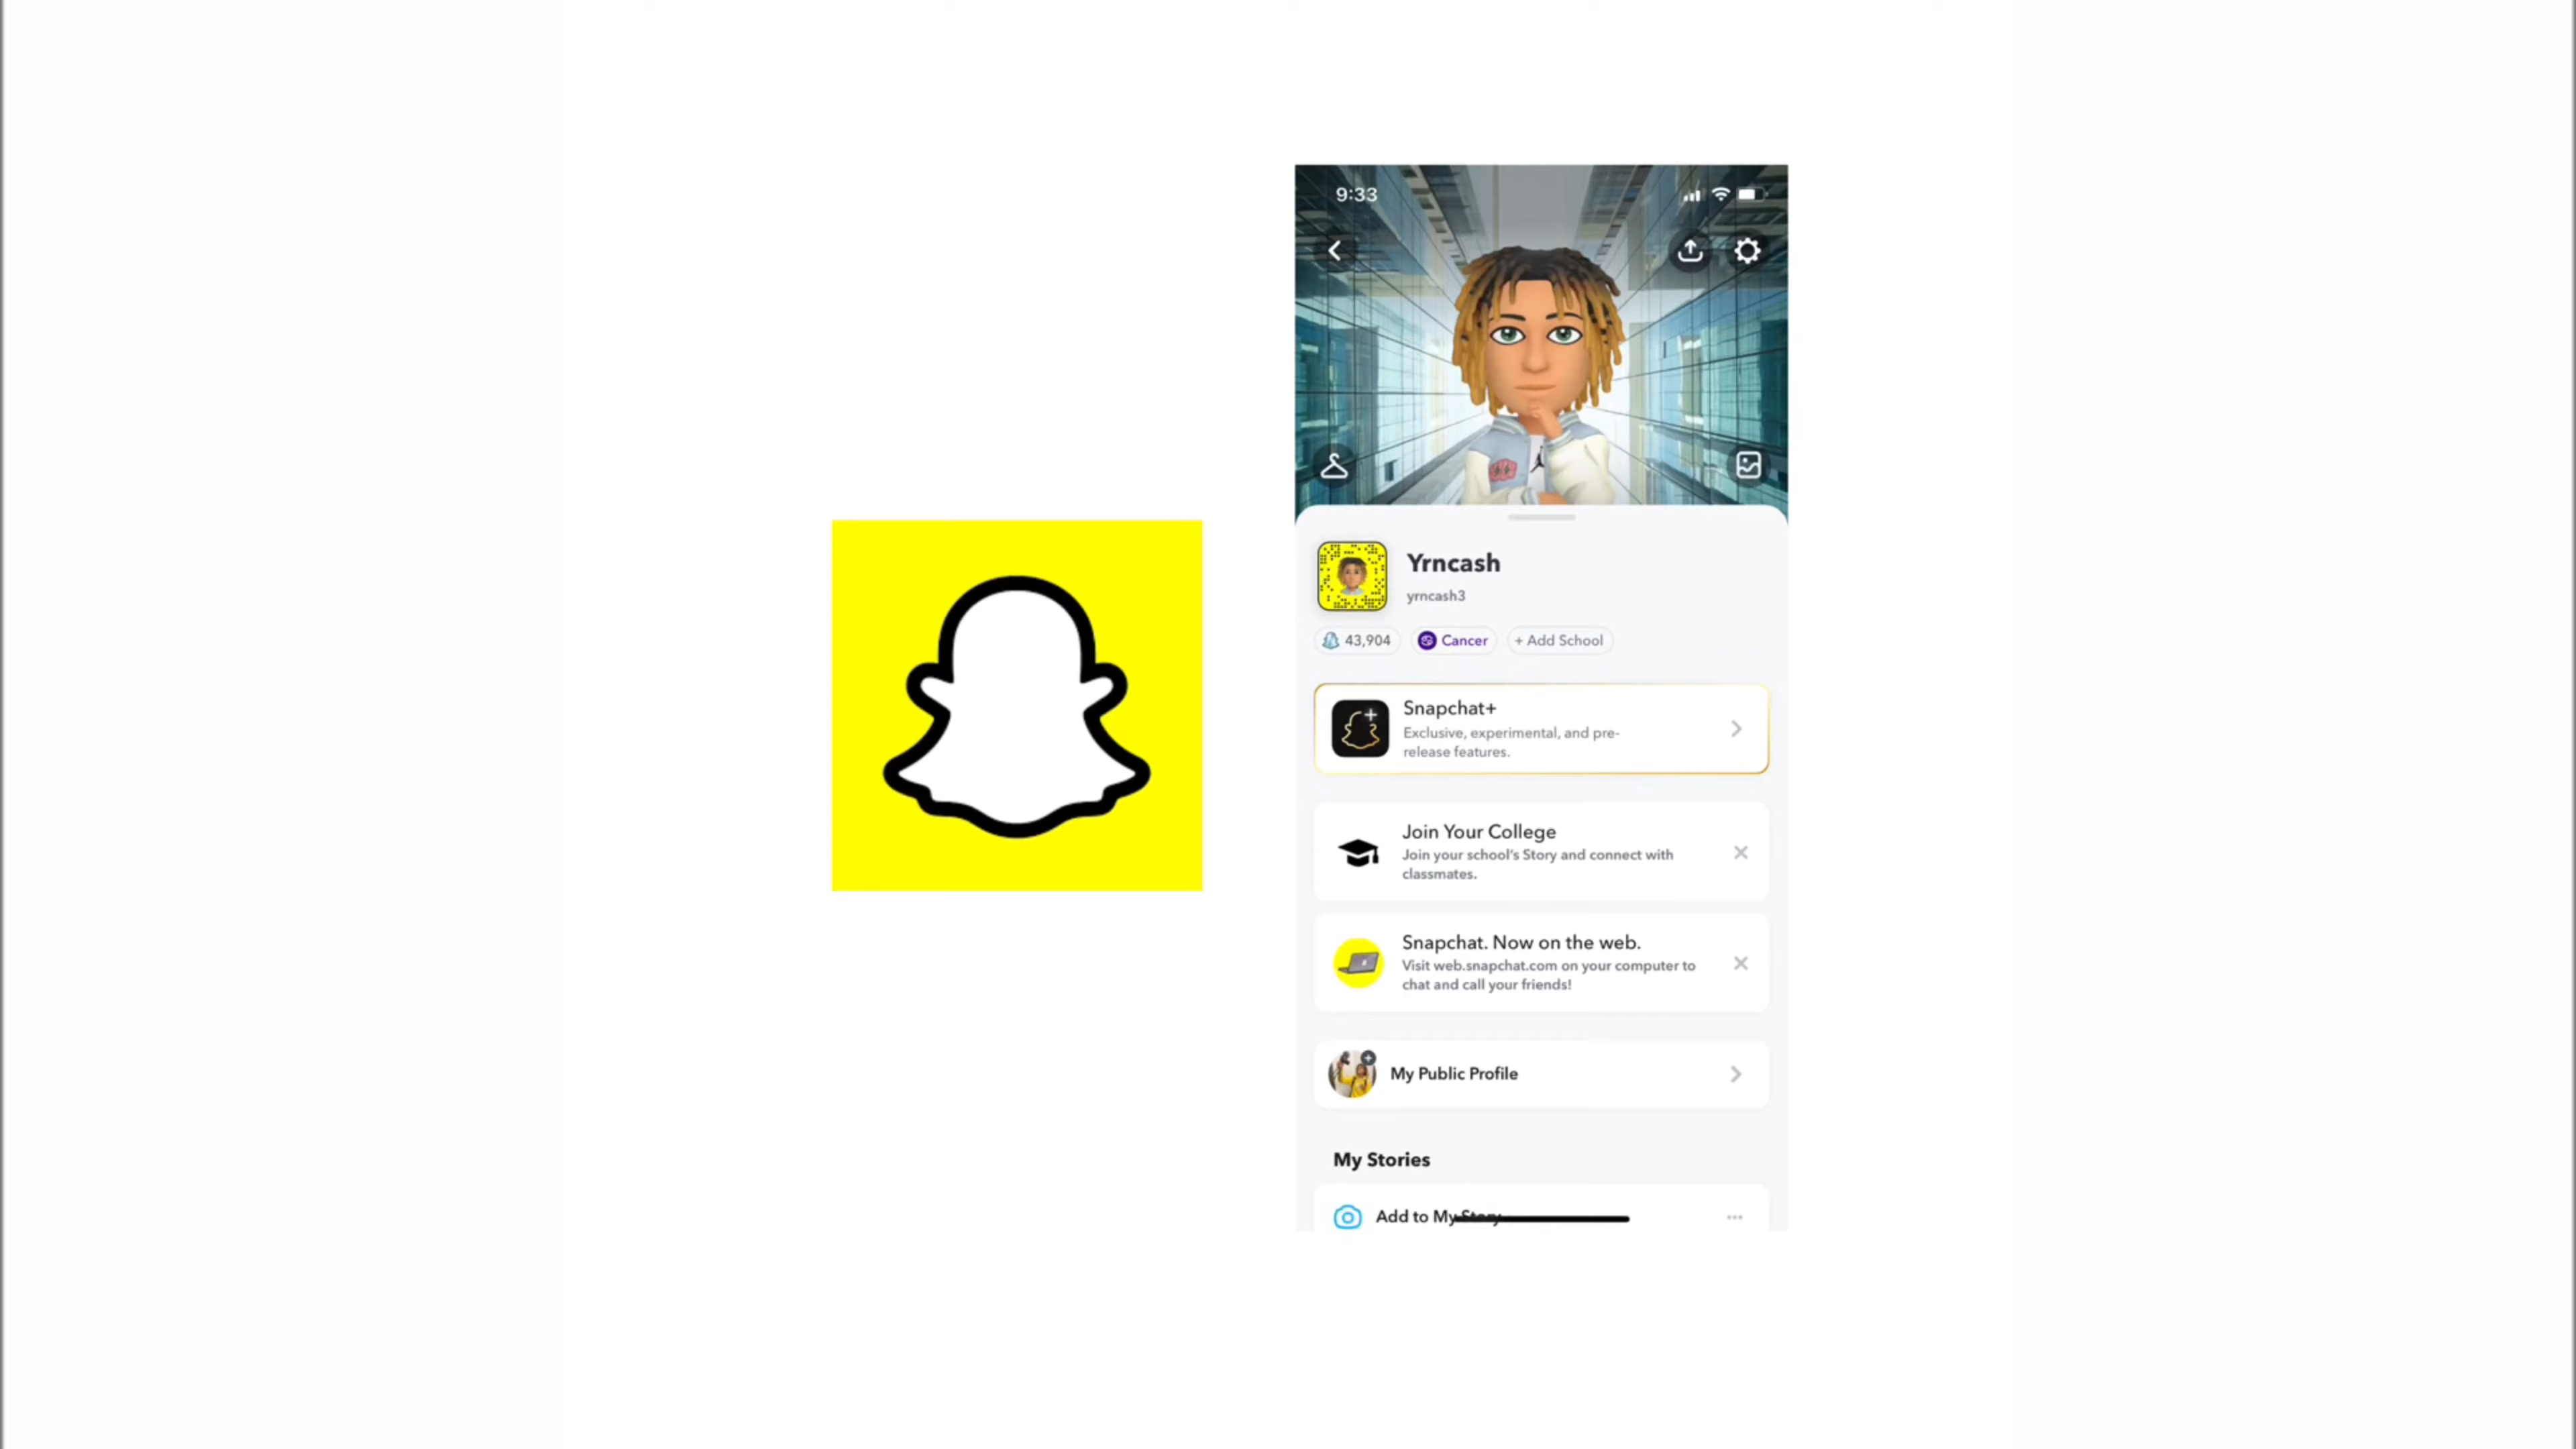 9:33
Yrncash
yrncash3
43,904
Cancer
+ Add School
Snapchat+
Exclusive, experimental, and pre-
release features.
Join Your College
Join your school's Story and connect with
classmates.
Snapchat. Now on the web.
Visit web.snapchat.com on your computer to
chat and call your friends!
My Public Profile
My Stories
Add to My Story